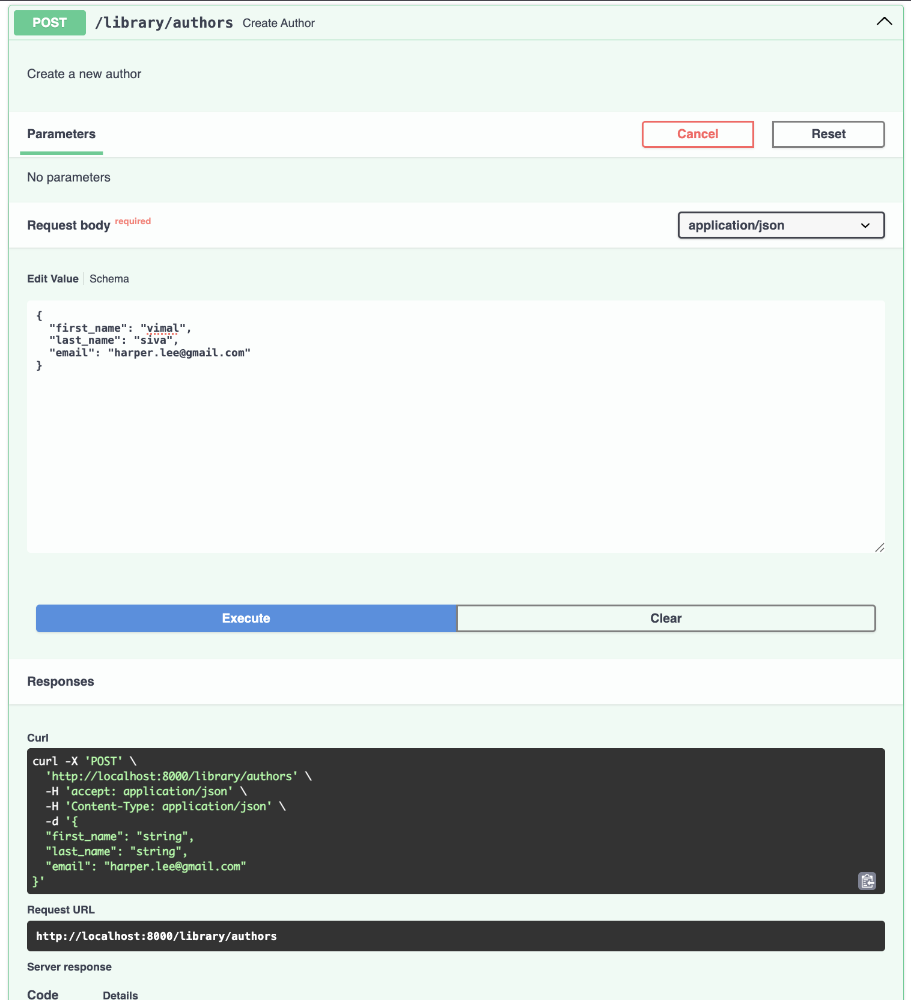 POST /library/authors Create Author
Create a new author
Parameters
Cancel
Reset
No parameters
Request body required
application/json
Edit Value Schema
{
  "first_name": "vimal",
  "last_name": "siva",
  "email": "harper.lee@gmail.com"
}
Execute
Clear
Responses
Curl
curl -X 'POST' \
  'http://localhost:8000/library/authors' \
  -H 'accept: application/json' \
  -H 'Content-Type: application/json' \
  -d '{
  "first_name": "string",
  "last_name": "string",
  "email": "harper.lee@gmail.com"
}'
Request URL
http://localhost:8000/library/authors
Server response
Code Details